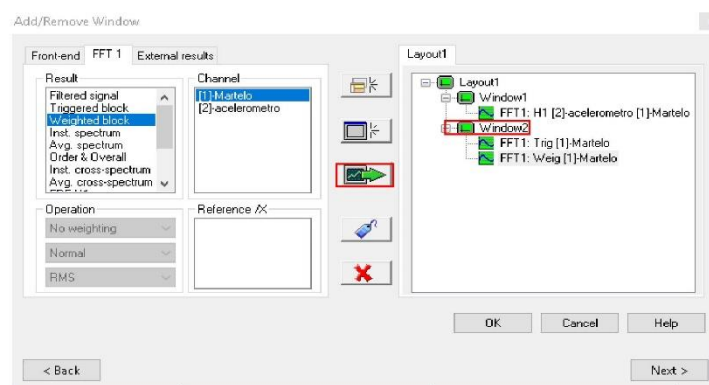 Add/Remove Window
Front-end FFT 1 External results
Result
Filtered signal
Triggered block
Weighted block
Inst. spectrum
Avg. spectrum
Order & Overall
Inst. cross-spectrum
Avg. cross-spectrum
Channel
[1]-Martelo
[2]-acelerometro
Operation
No weighting
Normal
RMS
Reference /X
Layout1
Layout1
Window1
FFT1: H1 [2]-acelerometro [1]-Martelo
Window2
FFT1: Trig [1]-Martelo
FFT1: Weig [1]-Martelo
OK Cancel Help
< Back Next >